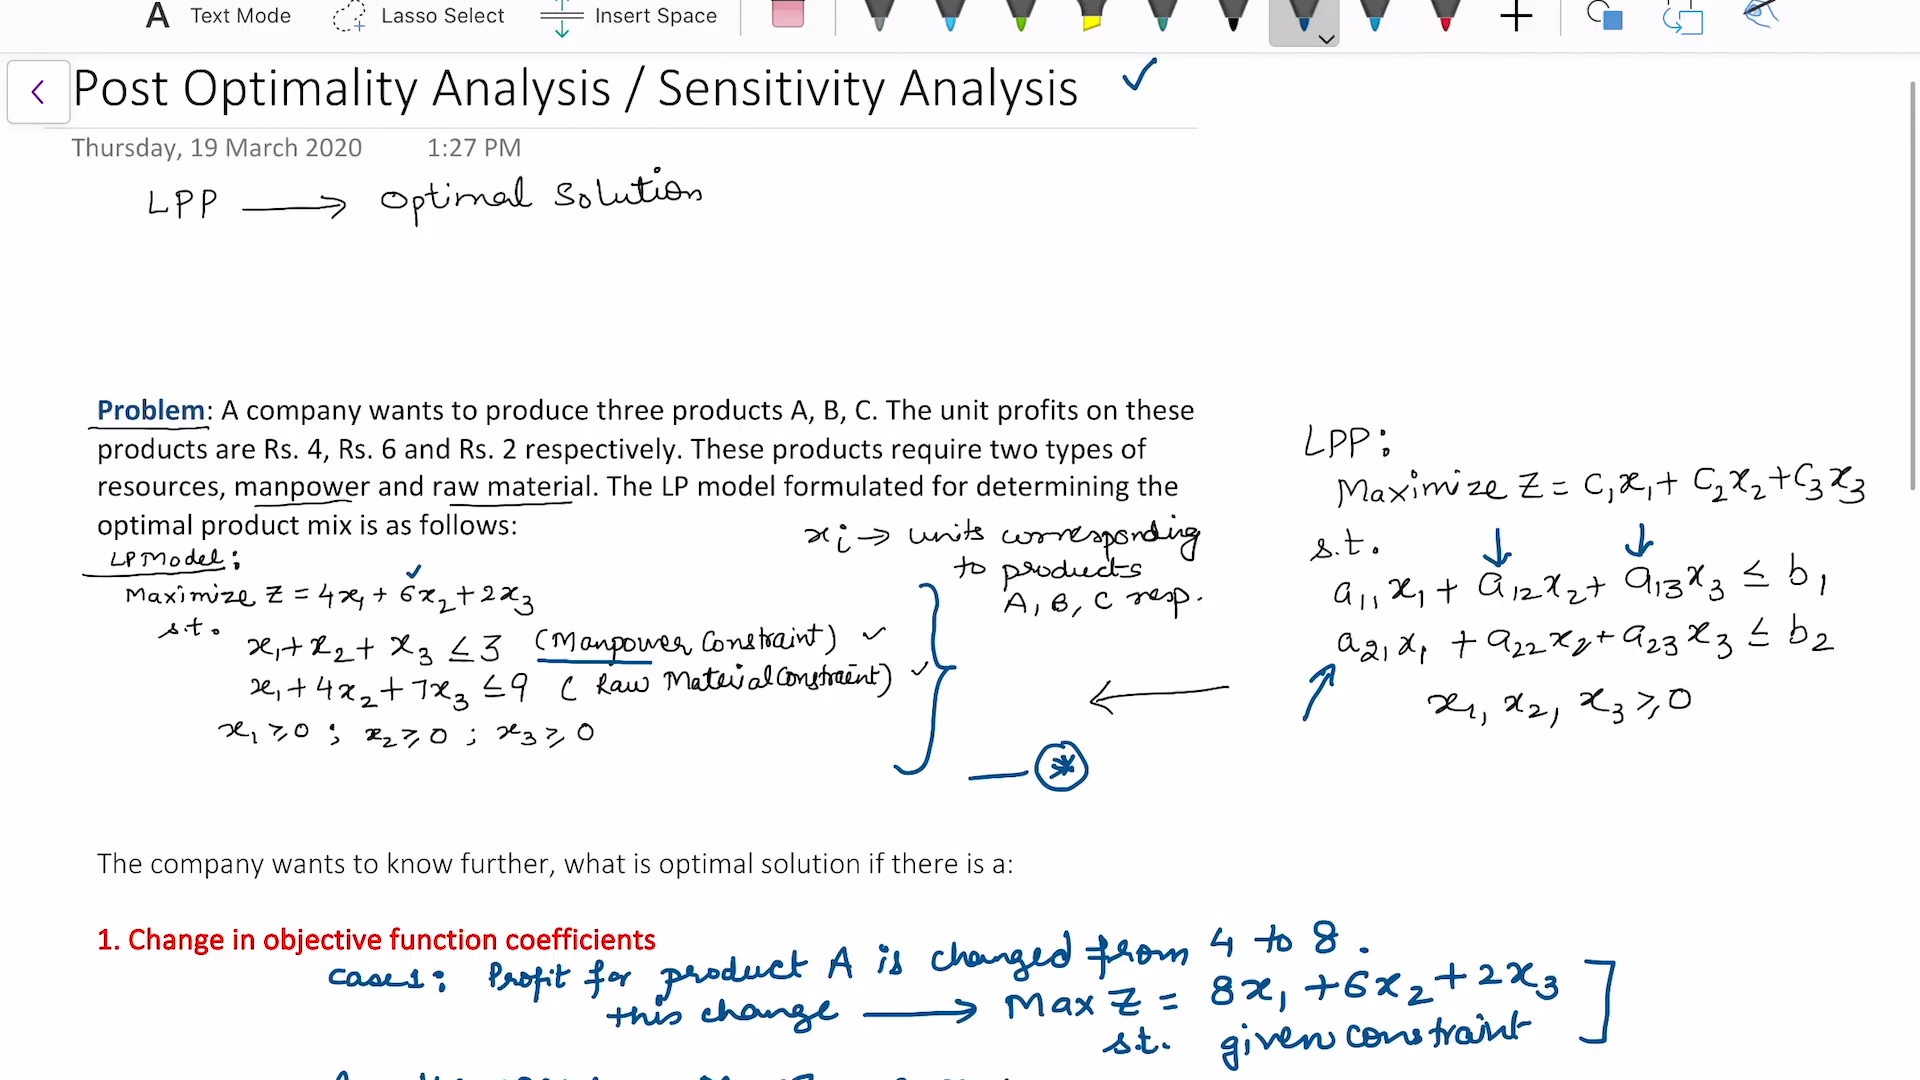 Text Mode Lasso Select Insert Space
Post Optimality Analysis / Sensitivity Analysis ✓
Thursday, 19 March 2020 1:27 PM
LPP ⟶ Optimal Solution
Problem: A company wants to produce three products A, B, C. The unit profits on these
products are Rs. 4, Rs. 6 and Rs. 2 respectively. These products require two types of
resources, manpower and raw material. The LP model formulated for determining the
optimal product mix is as follows:
xi → units corresponding
to products
A, B, C resp.
LP Model:
Maximize Z = 4x₁ + 6x₂ + 2x₃
s.t.
x₁ + x₂ + x₃ ≤ 3 (Manpower Constraint) ✓
x₁ + 4x₂ + 7x₃ ≤ 9 (Raw Material Constraint) ✓
x₁ ≥ 0 ; x₂ ≥ 0 ; x₃ ≥ 0
— *
LPP:
Maximize Z = C₁x₁ + C₂x₂ + C₃x₃
s.t.
a₁₁x₁ + a₁₂x₂ + a₁₃x₃ ≤ b₁
a₂₁x₁ + a₂₂x₂ + a₂₃x₃ ≤ b₂
x₁, x₂, x₃ ≥ 0
The company wants to know further, what is optimal solution if there is a:
1. Change in objective function coefficients
Case1: Profit for product A is changed from 4 to 8.
this change ⟶ Max Z = 8x₁ + 6x₂ + 2x₃
s.t. given constraint